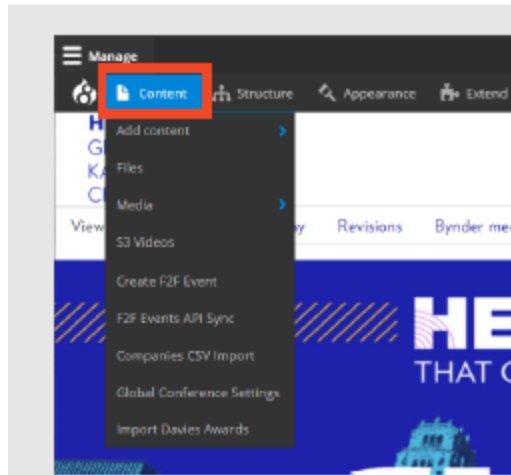 Manage
Content Structure Appearance Extend
H
Add content
G
Files
K
C
Media
View Revisions Bynder me
S3 Videos
Create F2F Event
F2F Events API Sync
HE
Companies CSV Import
THAT
Global Conference Settings
Import Davies Awards